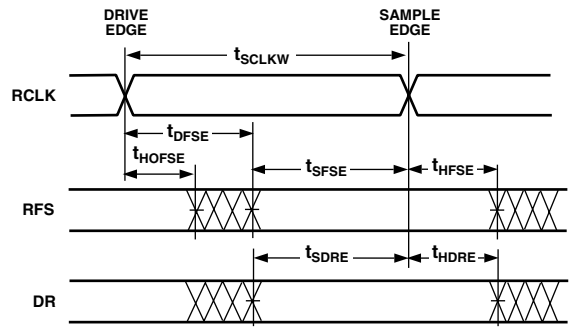 DRIVE
EDGE
SAMPLE
EDGE
tSCLKW
RCLK
tDFSE
tHOFSE
tSFSE
tHFSE
RFS
tSDRE
tHDRE
DR